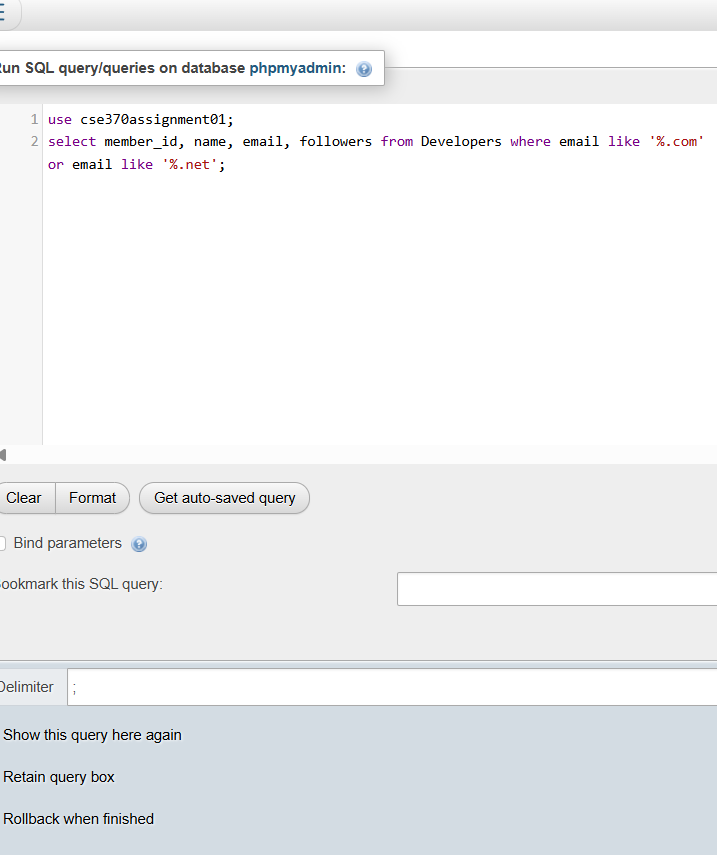 un SQL query/queries on database phpmyadmin:
1 use cse370assignment01;
2 select member_id, name, email, followers from Developers where email like '%.com'
or email like '%.net';
Clear Format Get auto-saved query
Bind parameters
ookmark this SQL query:
Delimiter ;
Show this query here again
Retain query box
Rollback when finished